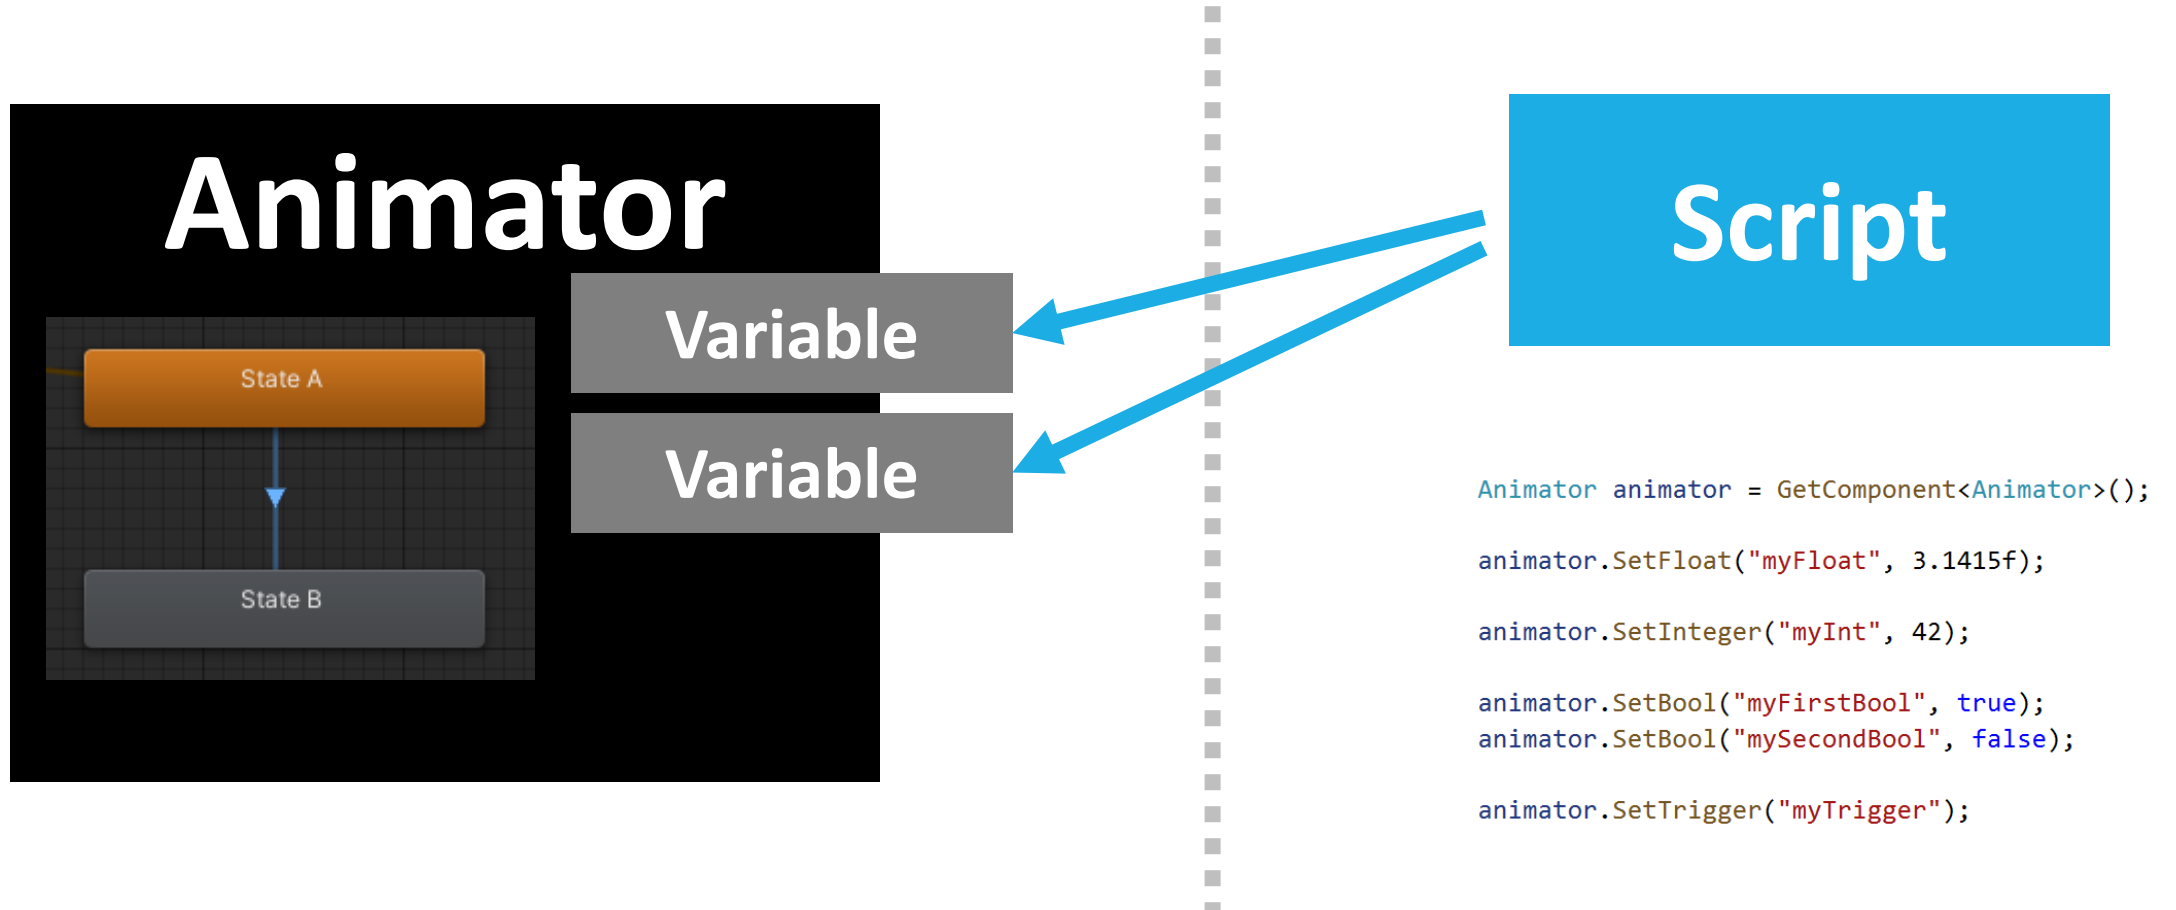 Animator
Variable
Variable
State A
State B
Script
Animator animator = GetComponent<Animator>();
animator.SetFloat("myFloat", 3.1415f);
animator.SetInteger("myInt", 42);
animator.SetBool("myFirstBool", true);
animator.SetBool("mySecondBool", false);
animator.SetTrigger("myTrigger");